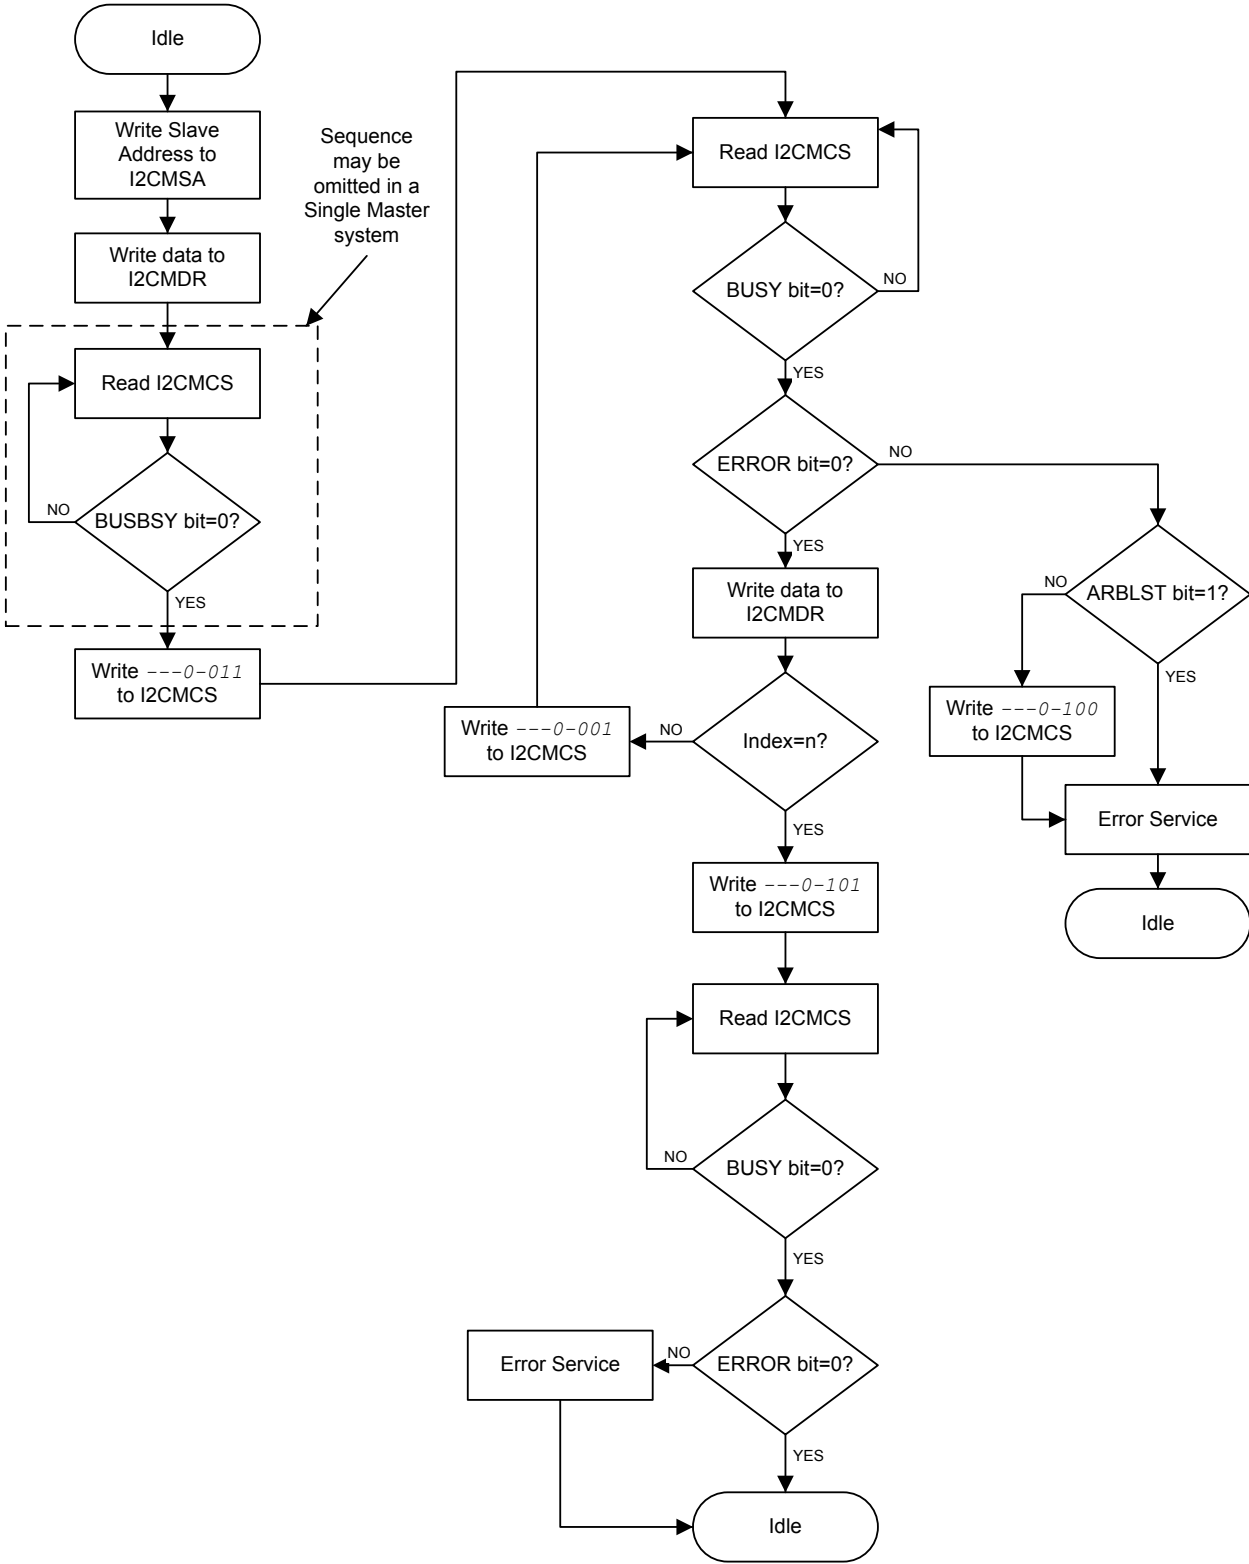 Idle
Write Slave
Address to
I2CMSA
Write data to
I2CMDR
Sequence
may be
omitted in a
Single Master
system
Read I2CMCS
NO
BUSBSY bit=0?
YES
Write ---0-011
to I2CMCS
Read I2CMCS
BUSY bit=0?
NO
YES
ERROR bit=0?
NO
YES
Write data to
I2CMDR
Index=n?
NO
Write ---0-001
to I2CMCS
YES
NO
ARBLST bit=1?
YES
Write ---0-100
to I2CMCS
Error Service
Idle
Write ---0-101
to I2CMCS
Read I2CMCS
NO
BUSY bit=0?
YES
Error Service
NO
ERROR bit=0?
YES
Idle